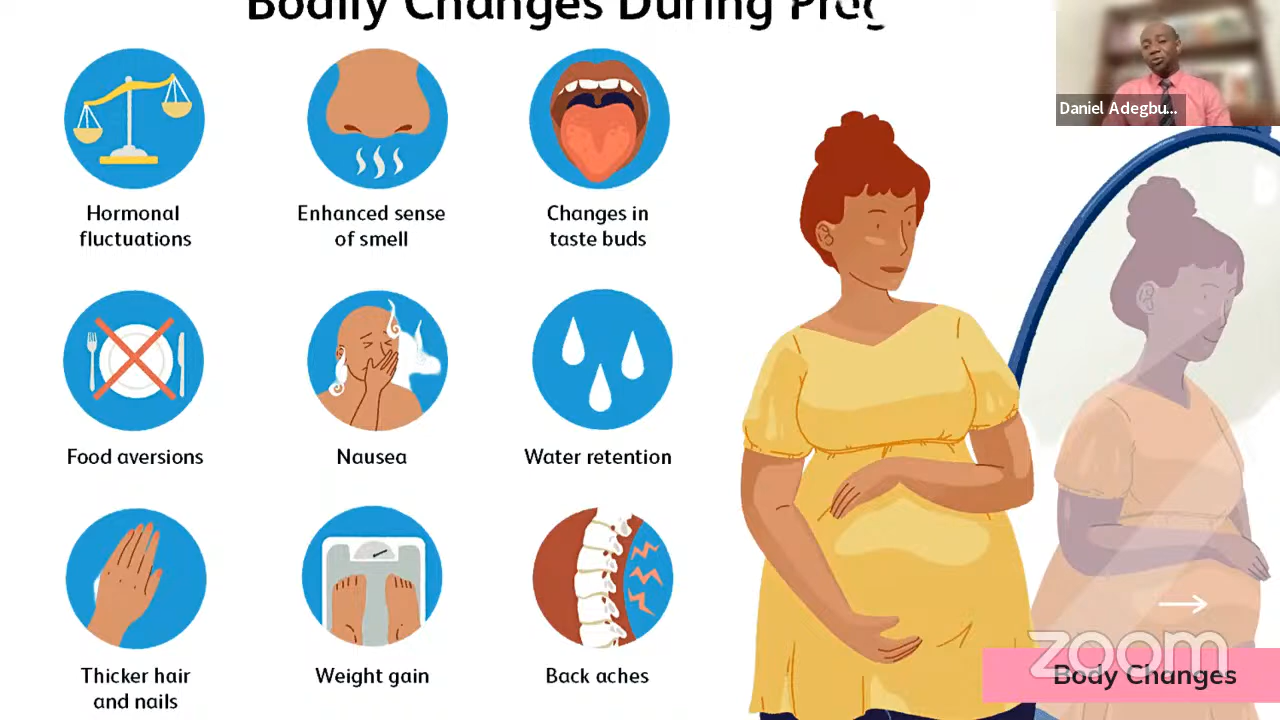 Bodily Changes During
Daniel Adegbu...
Hormonal
fluctuations
Enhanced sense
of smell
Changes in
taste buds
Food aversions
Nausea
Water retention
Thicker hair
and nails
Weight gain
Back aches
zoom
Body Changes